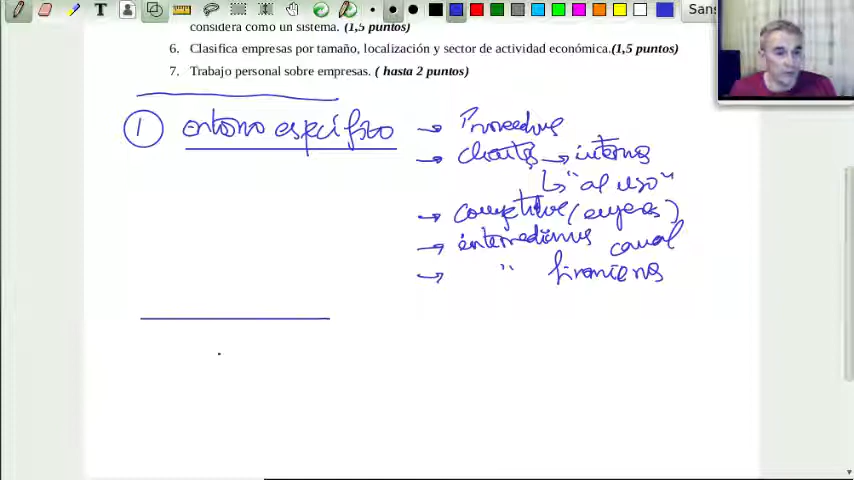 Sans
considera como un sistema. (1,5 puntos)
6. Clasifica empresas por tamaño, localización y sector de actividad económica.(1,5 puntos)
7. Trabajo personal sobre empresas. ( hasta 2 puntos)
1 entorno específico → Proveedores
→ clientes → internos
↳ "al uso"
→ competidores (empresas)
→ intermediarios canal
→ " financieros